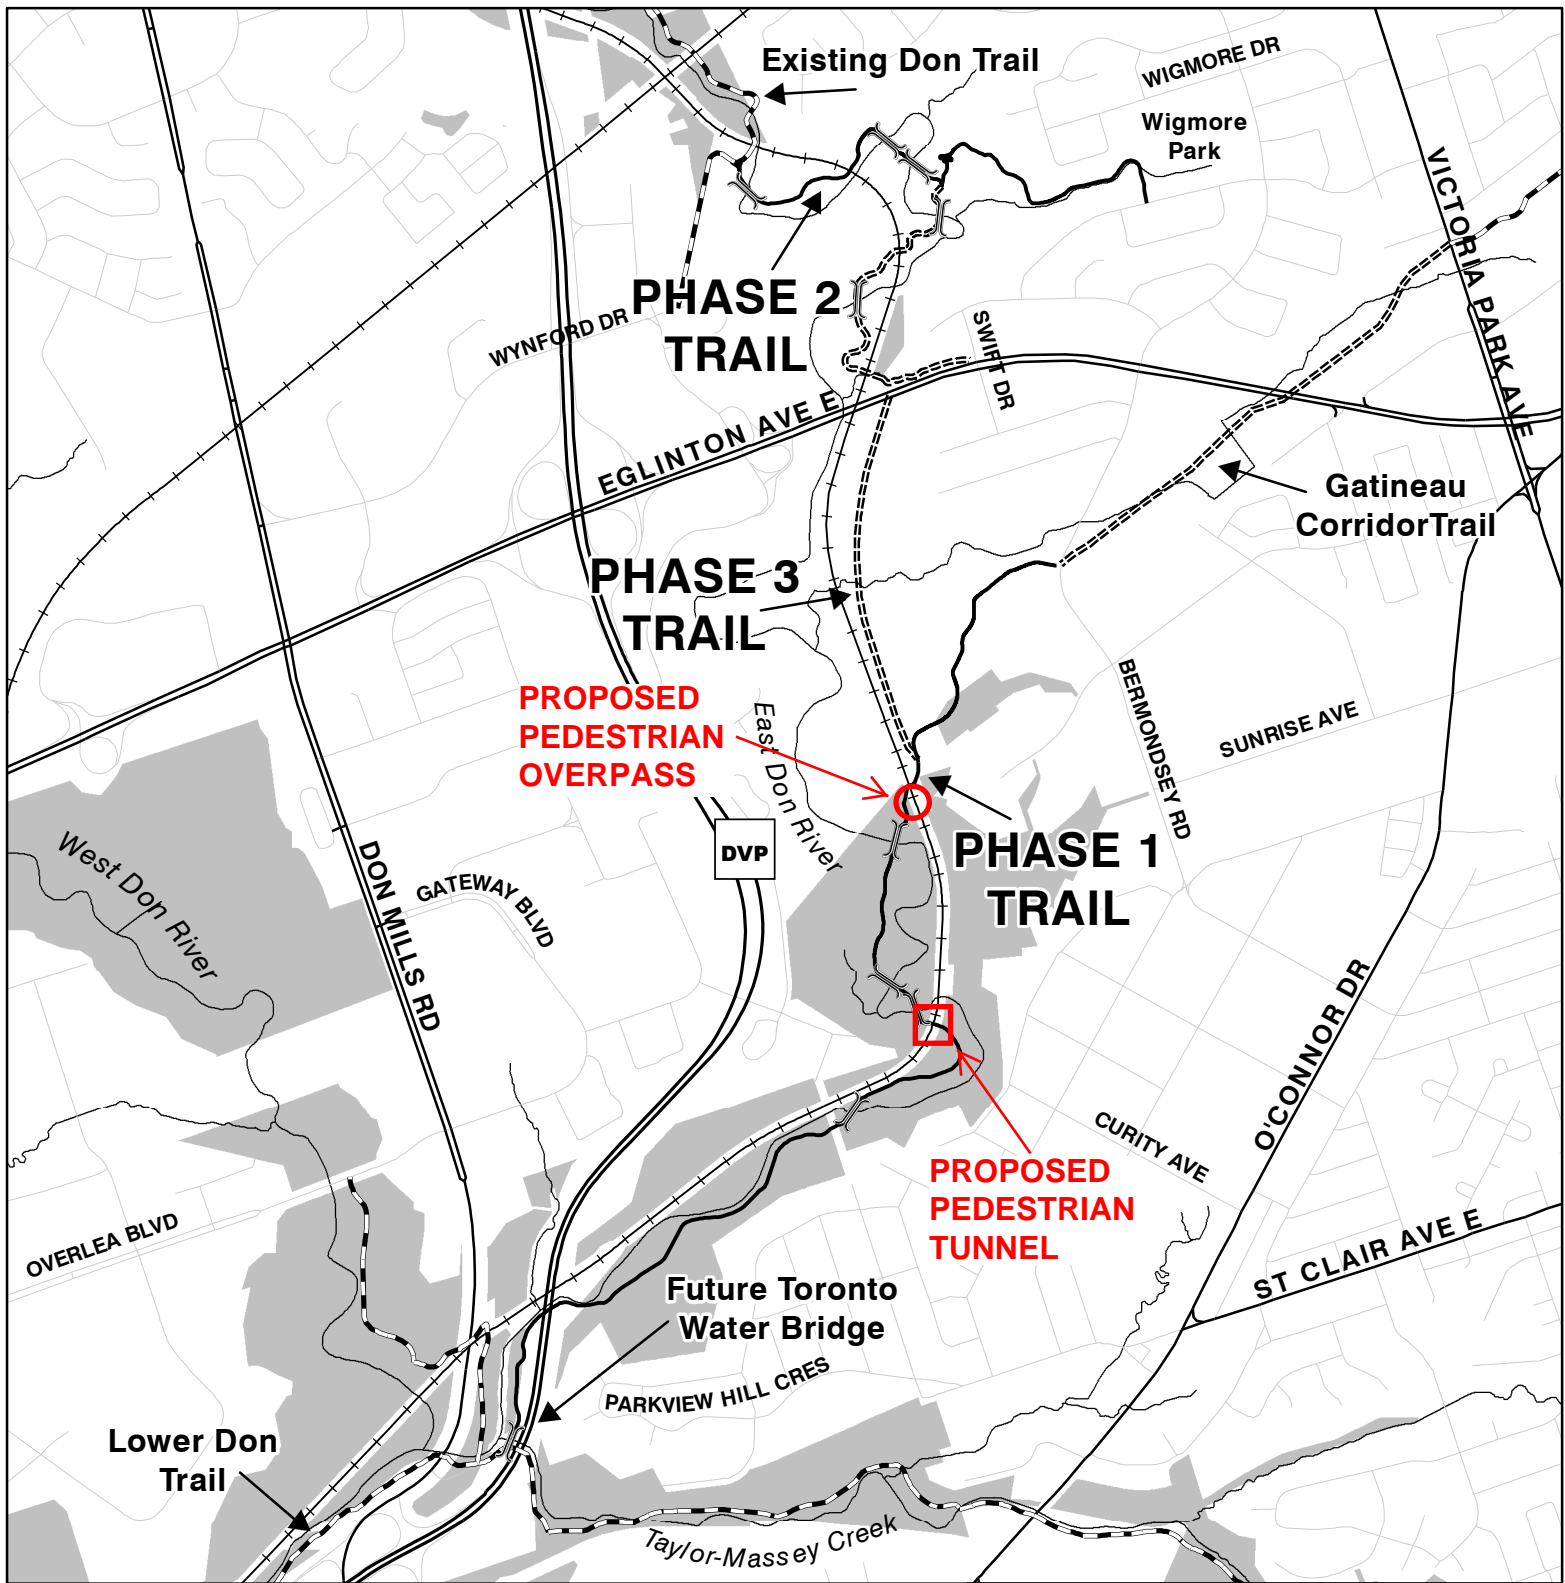 Existing Don Trail
WIGMORE DR
Wigmore
Park
VICTORIA PARK AVE
PHASE 2
TRAIL
WYNFORD DR
SWIFT DR
EGLINTON AVE E
Gatineau
CorridorTrail
PHASE 3
TRAIL
PROPOSED
PEDESTRIAN
OVERPASS
East Don River
BERMONDSEY RD
SUNRISE AVE
West Don River
DON MILLS RD
GATEWAY BLVD
DVP
PHASE 1
TRAIL
O'CONNOR DR
CURITY AVE
PROPOSED
PEDESTRIAN
TUNNEL
OVERLEA BLVD
ST CLAIR AVE E
Future Toronto
Water Bridge
PARKVIEW HILL CRES
Lower Don
Trail
Taylor-Massey Creek